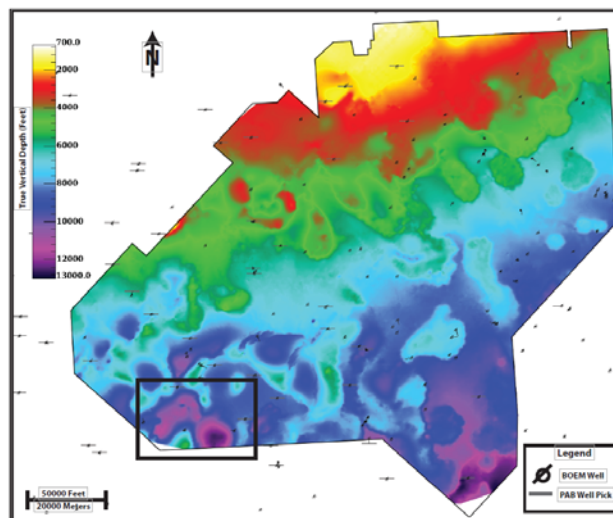 700.0
2000
4000
6000
8000
10000
12000
13000.0
True Vertical Depth (Feet)
N
50000 Feet
20000 Meters
Legend
BOEM Well
PAB Well Pick